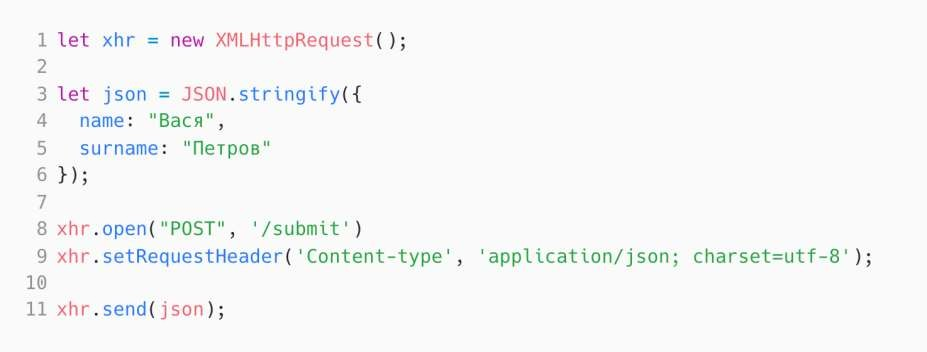 1 let xhr = new XMLHttpRequest();
2
3 let json = JSON.stringify({
4   name: "Вася",
5   surname: "Петров"
6 });
7
8 xhr.open("POST", '/submit')
9 xhr.setRequestHeader('Content-type', 'application/json; charset=utf-8');
10
11 xhr.send(json);